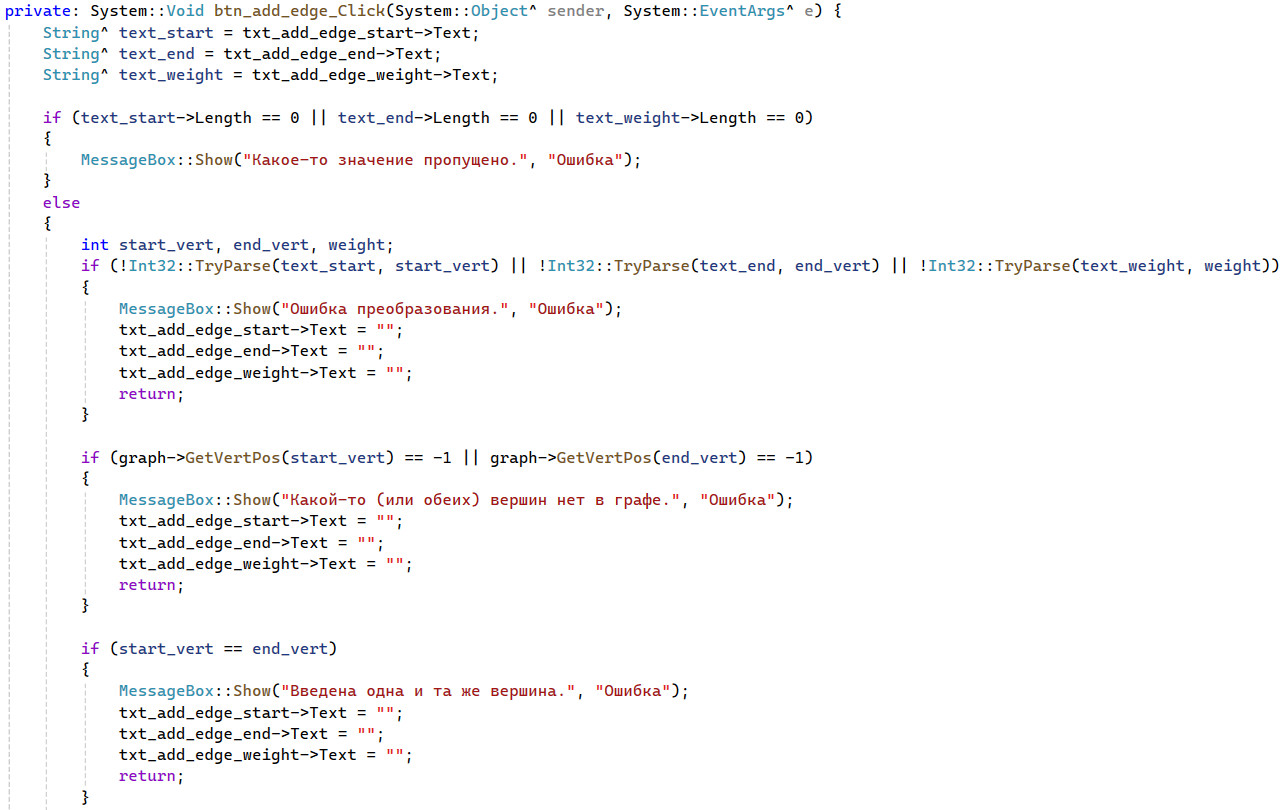 private: System::Void btn_add_edge_Click(System::Object^ sender, System::EventArgs^ e) {
    String^ text_start = txt_add_edge_start->Text;
    String^ text_end = txt_add_edge_end->Text;
    String^ text_weight = txt_add_edge_weight->Text;

    if (text_start->Length == 0 || text_end->Length == 0 || text_weight->Length == 0)
    {
        MessageBox::Show("Какое-то значение пропущено.", "Ошибка");
    }
    else
    {
        int start_vert, end_vert, weight;
        if (!Int32::TryParse(text_start, start_vert) || !Int32::TryParse(text_end, end_vert) || !Int32::TryParse(text_weight, weight))
        {
            MessageBox::Show("Ошибка преобразования.", "Ошибка");
            txt_add_edge_start->Text = "";
            txt_add_edge_end->Text = "";
            txt_add_edge_weight->Text = "";
            return;
        }

        if (graph->GetVertPos(start_vert) == -1 || graph->GetVertPos(end_vert) == -1)
        {
            MessageBox::Show("Какой-то (или обеих) вершин нет в графе.", "Ошибка");
            txt_add_edge_start->Text = "";
            txt_add_edge_end->Text = "";
            txt_add_edge_weight->Text = "";
            return;
        }

        if (start_vert == end_vert)
        {
            MessageBox::Show("Введена одна и та же вершина.", "Ошибка");
            txt_add_edge_start->Text = "";
            txt_add_edge_end->Text = "";
            txt_add_edge_weight->Text = "";
            return;
        }